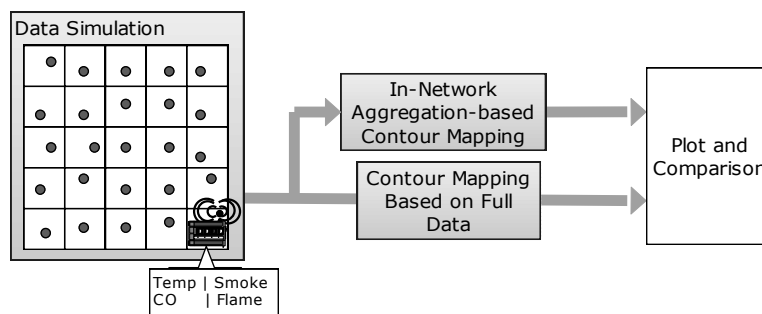 Data Simulation
In-Network
Aggregation-based
Contour Mapping
Contour Mapping
Based on Full
Data
Plot and
Comparison
Temp | Smoke
CO | Flame